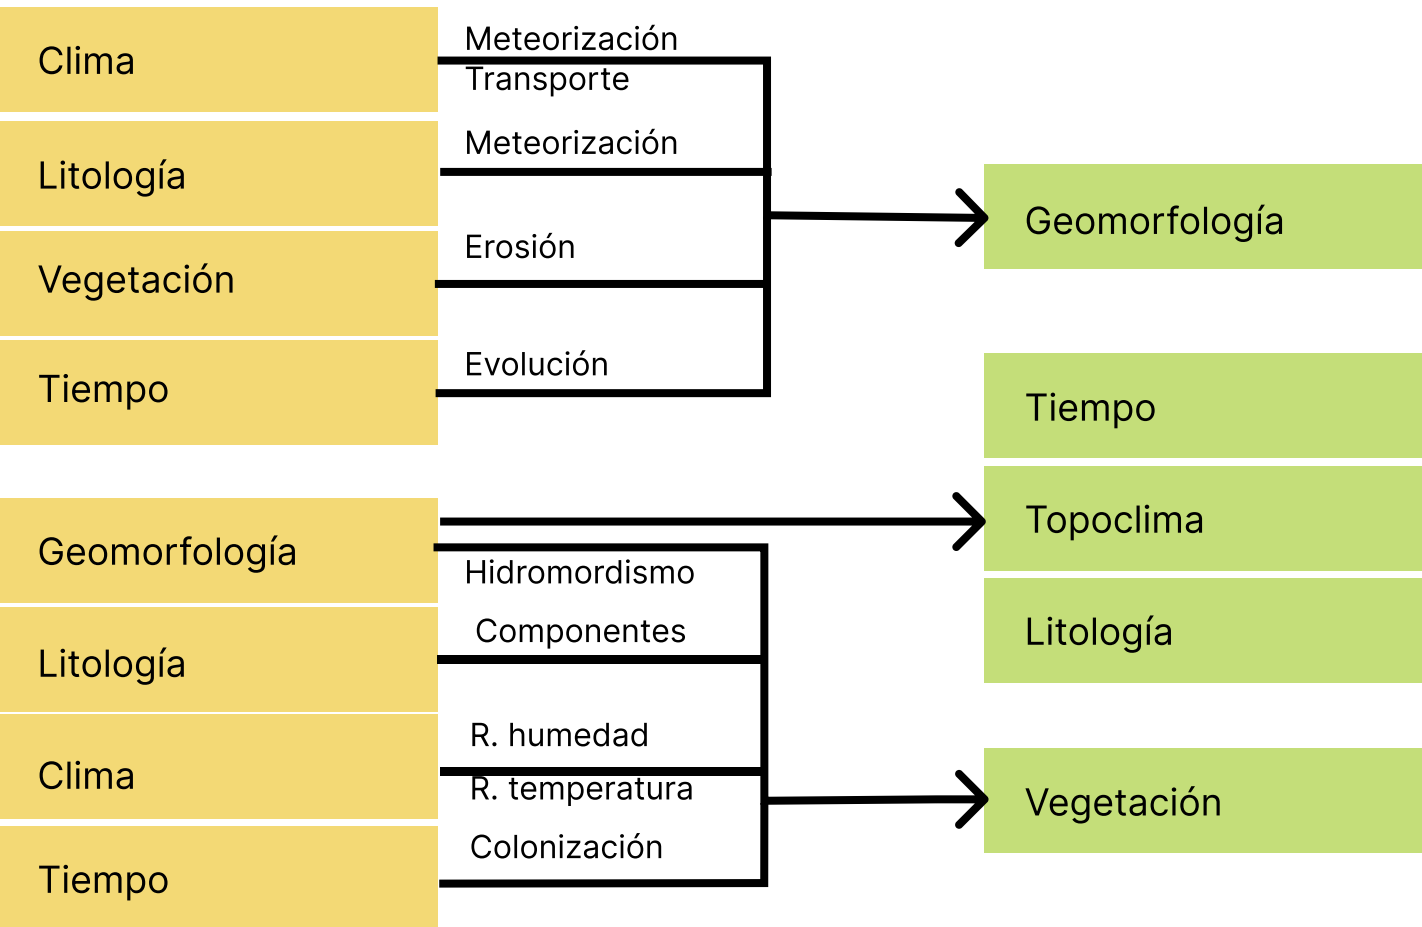 Clima
Meteorización
Transporte
Litología
Meteorización
Vegetación
Erosión
Tiempo
Evolución
Geomorfología
Tiempo
Topoclima
Litología
Geomorfología
Hidromordismo
Litología
Componentes
Clima
R. humedad
R. temperatura
Tiempo
Colonización
Vegetación